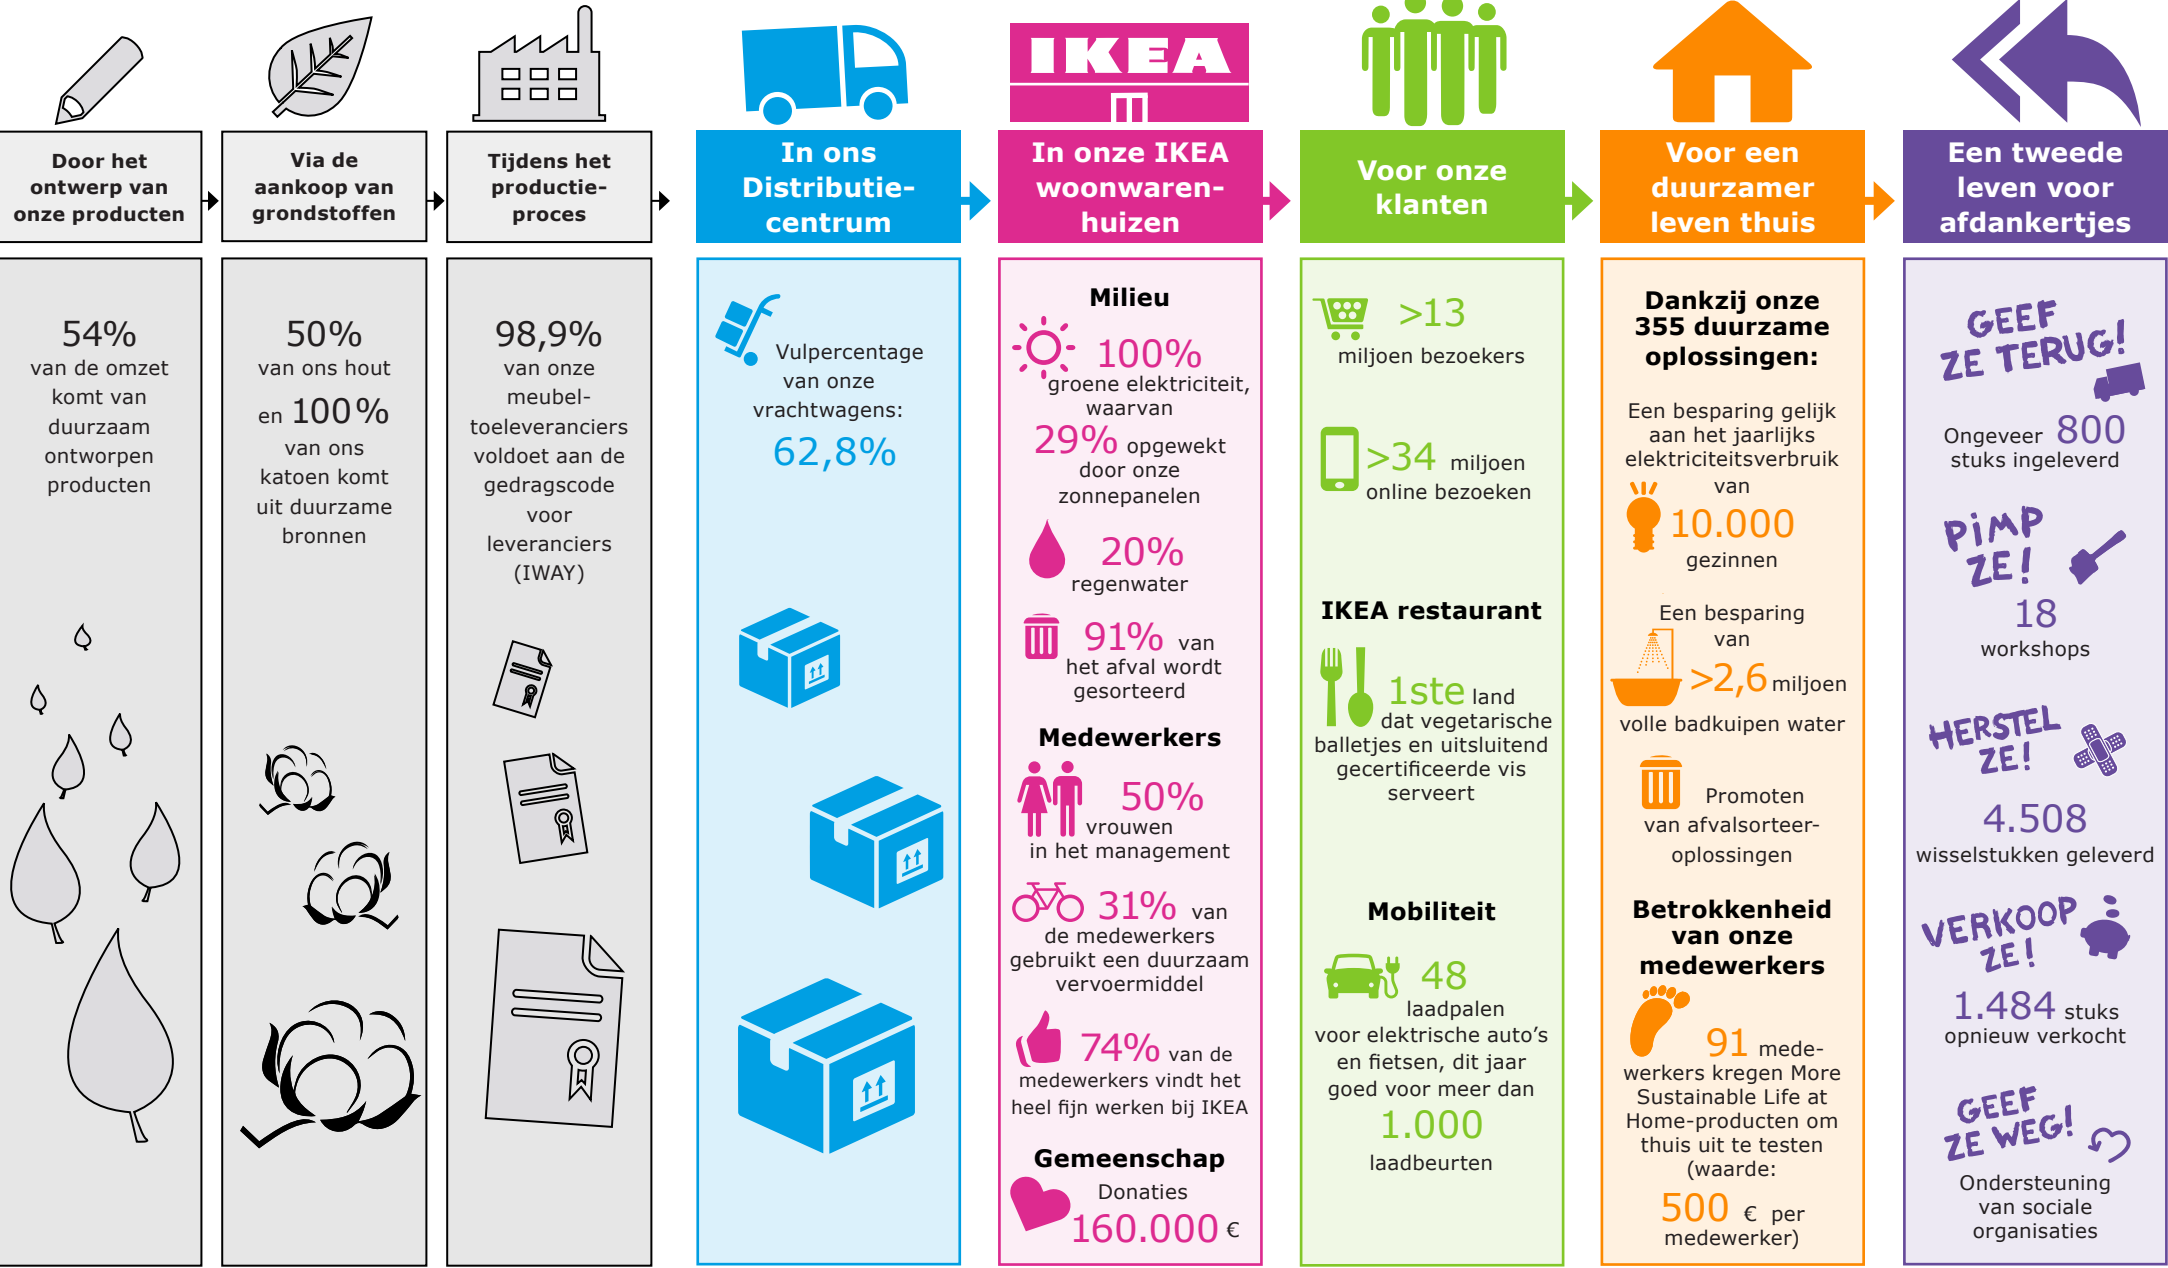 Door het
ontwerp van
onze producten
54%
van de omzet
komt van
duurzaam
ontworpen
producten
Via de
aankoop van
grondstoffen
50%
van ons hout
en 100%
van ons
katoen komt
uit duurzame
bronnen
Tijdens het
productie-
proces
98,9%
van onze
meubel-
toeleveranciers
voldoet aan de
gedragscode
voor
leveranciers
(IWAY)
In ons
Distributie-
centrum
Vulpercentage
van onze
vrachtwagens:
62,8%
IKEA
In onze IKEA
woonwaren-
huizen
Milieu
100%
groene elektriciteit,
waarvan
29% opgewekt
door onze
zonnepanelen
20%
regenwater
91% van
het afval wordt
gesorteerd
Medewerkers
50%
vrouwen
in het management
31% van
de medewerkers
gebruikt een duurzaam
vervoermiddel
74% van de
medewerkers vindt het
heel fijn werken bij IKEA
Gemeenschap
Donaties
160.000 €
Voor onze
klanten
>13
miljoen bezoekers
>34 miljoen
online bezoeken
IKEA restaurant
1ste land
dat vegetarische
balletjes en uitsluitend
gecertificeerde vis
serveert
Mobiliteit
48
laadpalen
voor elektrische auto's
en fietsen, dit jaar
goed voor meer dan
1.000
laadbeurten
Voor een
duurzamer
leven thuis
Dankzij onze
355 duurzame
oplossingen:
Een besparing gelijk
aan het jaarlijks
elektriciteitsverbruik
van
10.000
gezinnen
Een besparing
van
>2,6 miljoen
volle badkuipen water
Promoten
van afvalsorteer-
oplossingen
Betrokkenheid
van onze
medewerkers
91 mede-
werkers kregen More
Sustainable Life at
Home-producten om
thuis uit te testen
(waarde:
500 € per
medewerker)
Een tweede
leven voor
afdankertjes
GEEF
ZE TERUG!
Ongeveer 800
stuks ingeleverd
PiMP
ZE!
18
workshops
HERSTEL
ZE!
4.508
wisselstukken geleverd
VERKOOP
ZE!
1.484 stuks
opnieuw verkocht
GEEF
ZE WEG!
Ondersteuning
van sociale
organisaties